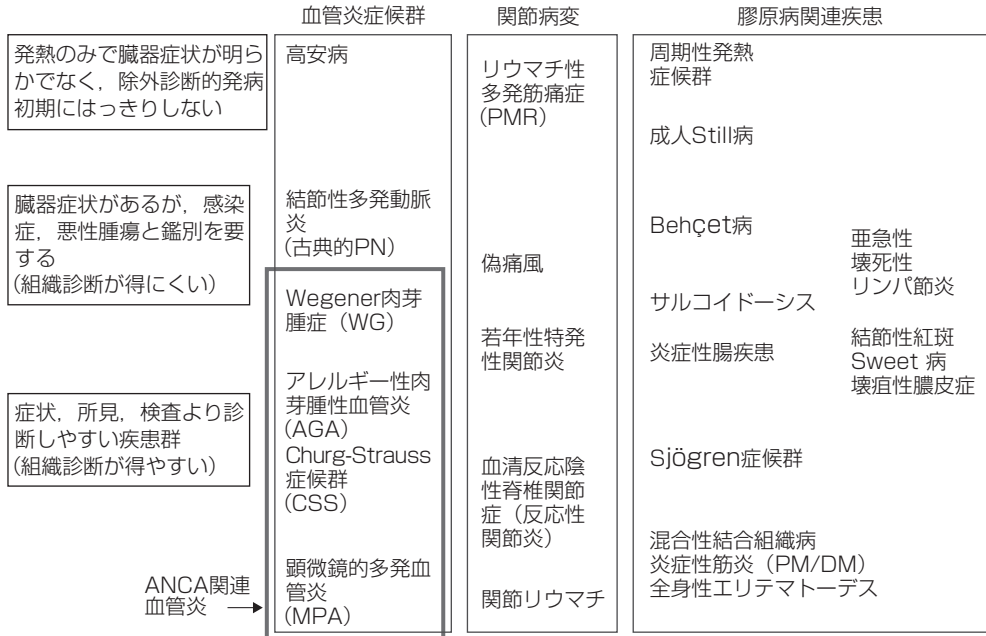 血管炎症候群
関節病変
膠原病関連疾患
発熱のみで臓器症状が明ら
かでなく，除外診断的発病
初期にはっきりしない
臓器症状があるが，感染
症，悪性腫瘍と鑑別を要
する
(組織診断が得にくい)
症状，所見，検査より診
断しやすい疾患群
(組織診断が得やすい)
ANCA関連
血管炎
高安病
結節性多発動脈
炎
(古典的PN)
Wegener肉芽
腫症（WG）
アレルギー性肉
芽腫性血管炎
(AGA)
Churg-Strauss
症候群
(CSS)
顕微鏡的多発血
管炎
(MPA)
リウマチ性
多発筋痛症
(PMR)
偽痛風
若年性特発
性関節炎
血清反応陰
性脊椎関節
症（反応性
関節炎）
関節リウマチ
周期性発熱
症候群
成人Still病
Behçet病
サルコイドーシス
炎症性腸疾患
Sjögren症候群
混合性結合組織病
炎症性筋炎（PM/DM）
全身性エリテマトーデス
亜急性
壊死性
リンパ節炎
結節性紅斑
Sweet 病
壊疽性膿皮症